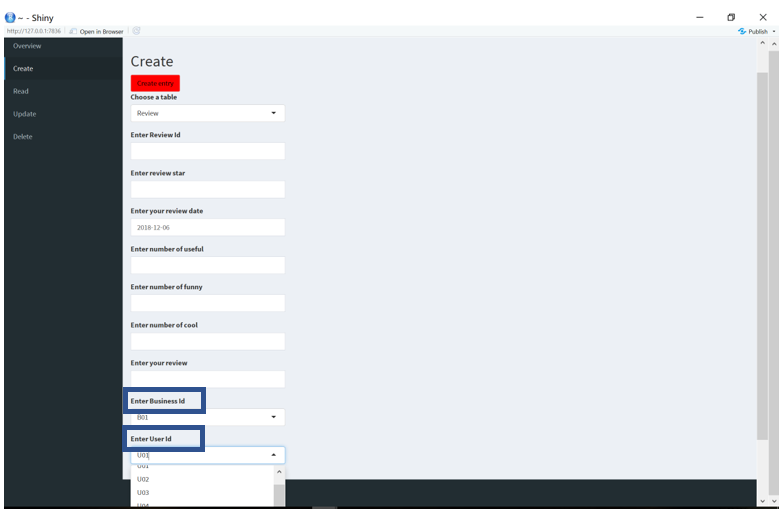 ~ - Shiny
http://127.0.0.1:7836 Open in Browser
Publish
Overview
Create
Read
Update
Delete
Create
Create entry
Choose a table
Review
Enter Review Id
Enter review star
Enter your review date
2018-12-06
Enter number of useful
Enter number of funny
Enter number of cool
Enter your review
Enter Business Id
B01
Enter User Id
U01
U01
U02
U03
U04